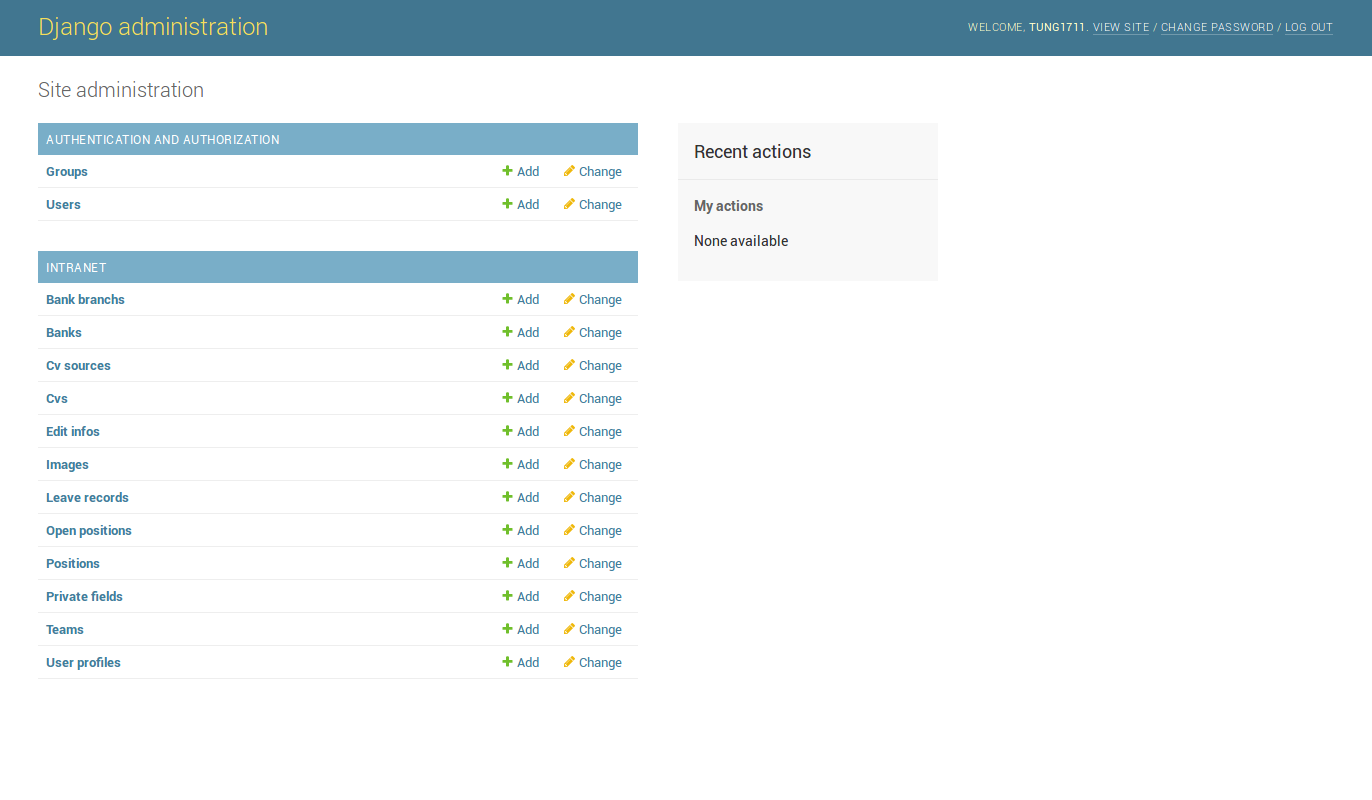 Django administration
WELCOME, TUNG1711. VIEW SITE / CHANGE PASSWORD / LOG OUT
Site administration
AUTHENTICATION AND AUTHORIZATION
Groups Add Change
Users Add Change
INTRANET
Bank branchs Add Change
Banks Add Change
Cv sources Add Change
Cvs Add Change
Edit infos Add Change
Images Add Change
Leave records Add Change
Open positions Add Change
Positions Add Change
Private fields Add Change
Teams Add Change
User profiles Add Change
Recent actions
My actions
None available